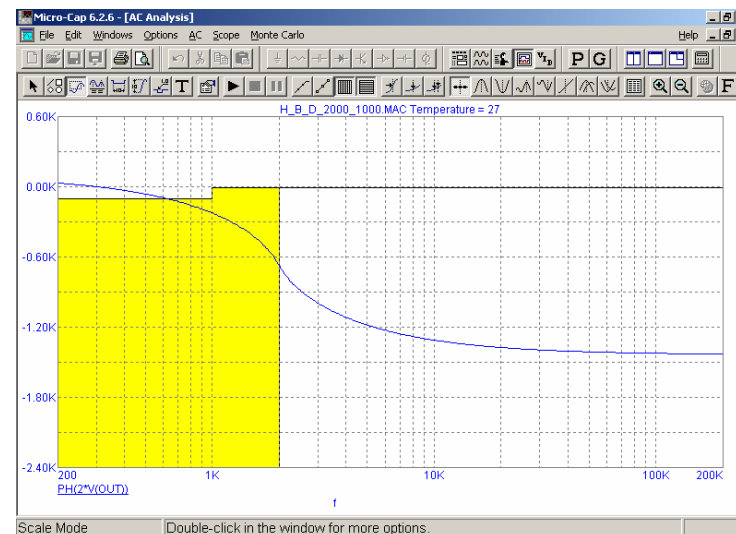 Micro-Cap 6.2.6 - [AC Analysis]
File Edit Windows Options AC Scope Monte Carlo Help
P G
T F
H_B_D_2000_1000.MAC Temperature = 27
0.60K
0.00K
-0.60K
-1.20K
-1.80K
-2.40K
200 1K 10K 100K 200K
PH(2*V(OUT))
f
Scale Mode Double-click in the window for more options.